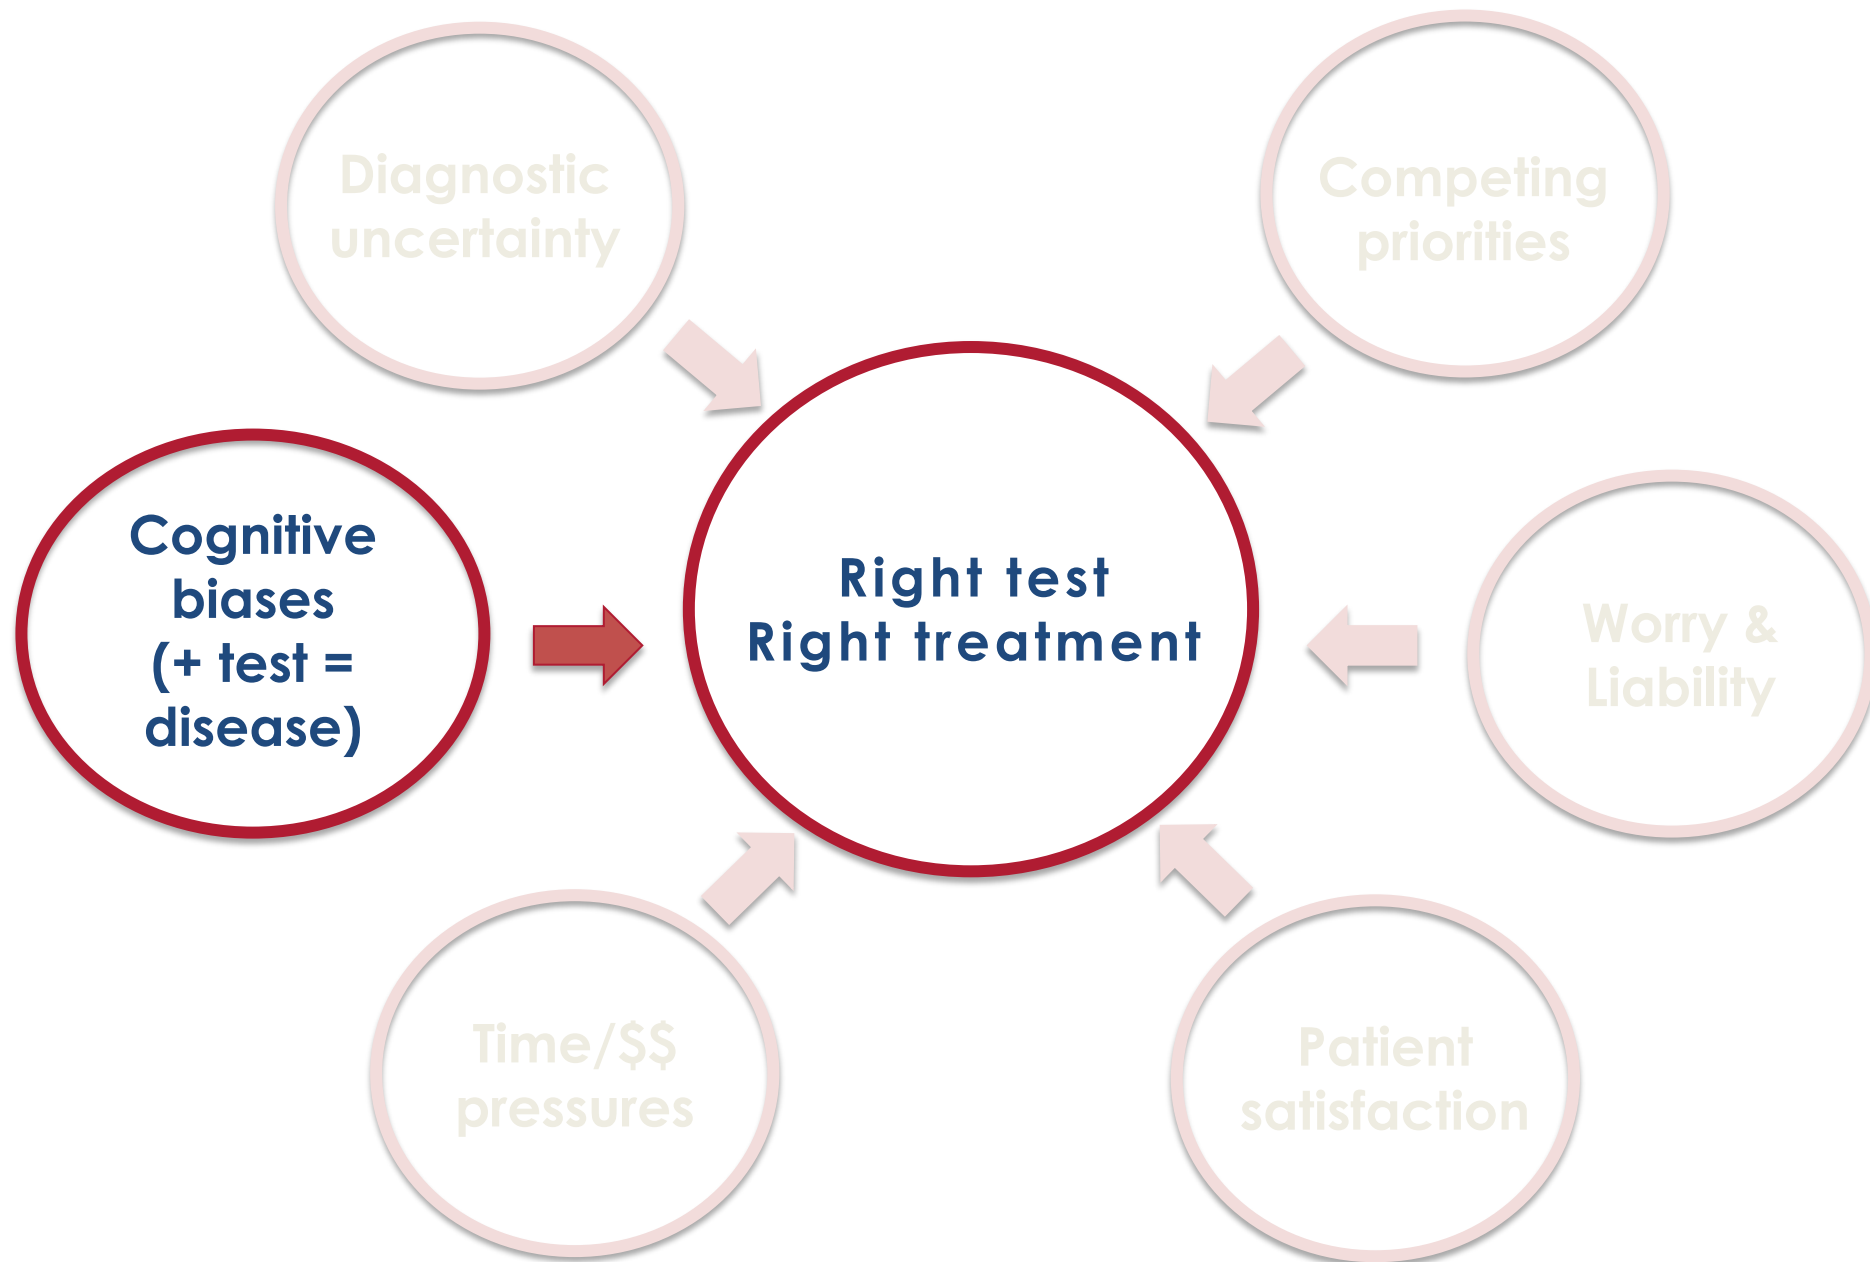 Diagnostic
uncertainty
Competing
priorities
Cognitive
biases
(+ test =
disease)
Right test
Right treatment
Worry &
Liability
Time/$$
pressures
Patient
satisfaction